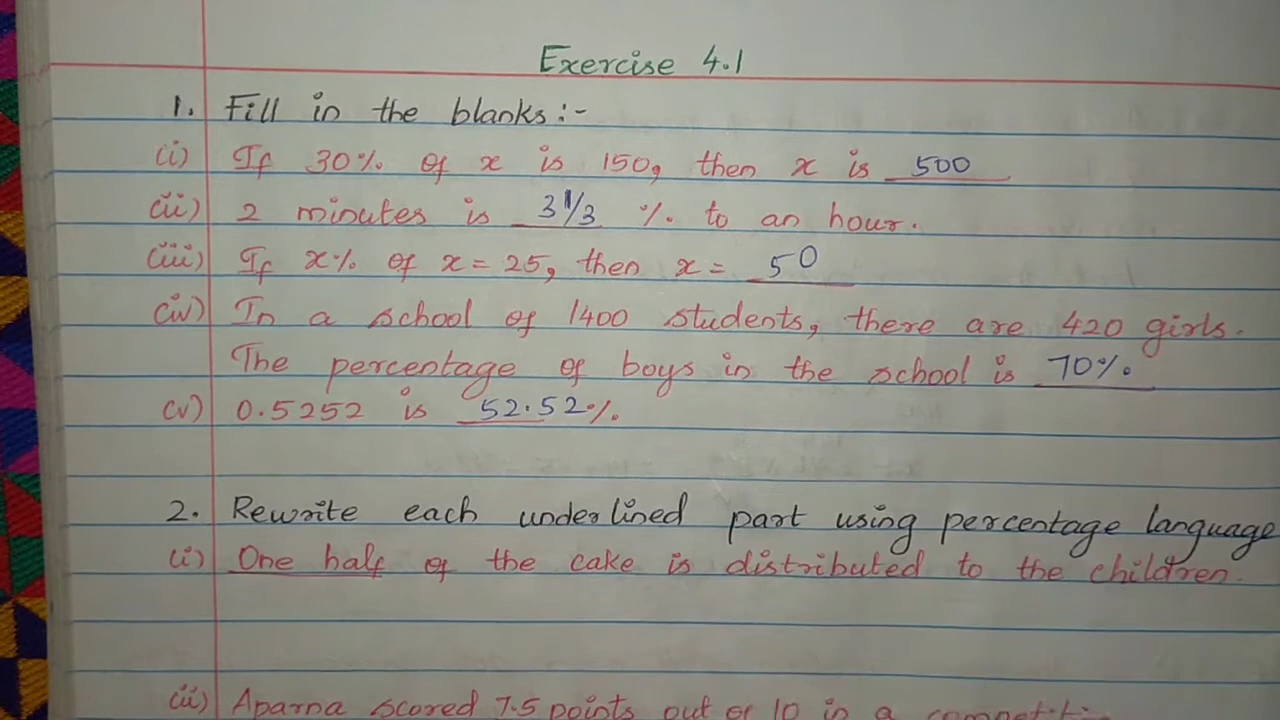 Exercise 4.1
1. Fill in the blanks:-
(i) If 30% of x is 150, then x is 500
(ii) 2 minutes is 3 1/3 % to an hour.
(iii) If x% of x = 25, then x = 50
(iv) In a school of 1400 students, there are 420 girls.
The percentage of boys in the school is 70%.
(v) 0.5252 is 52.52%.
2. Rewrite each underlined part using percentage language
(i) One half of the cake is distributed to the children.
(ii) Aparna scored 7.5 points out of 10 in a